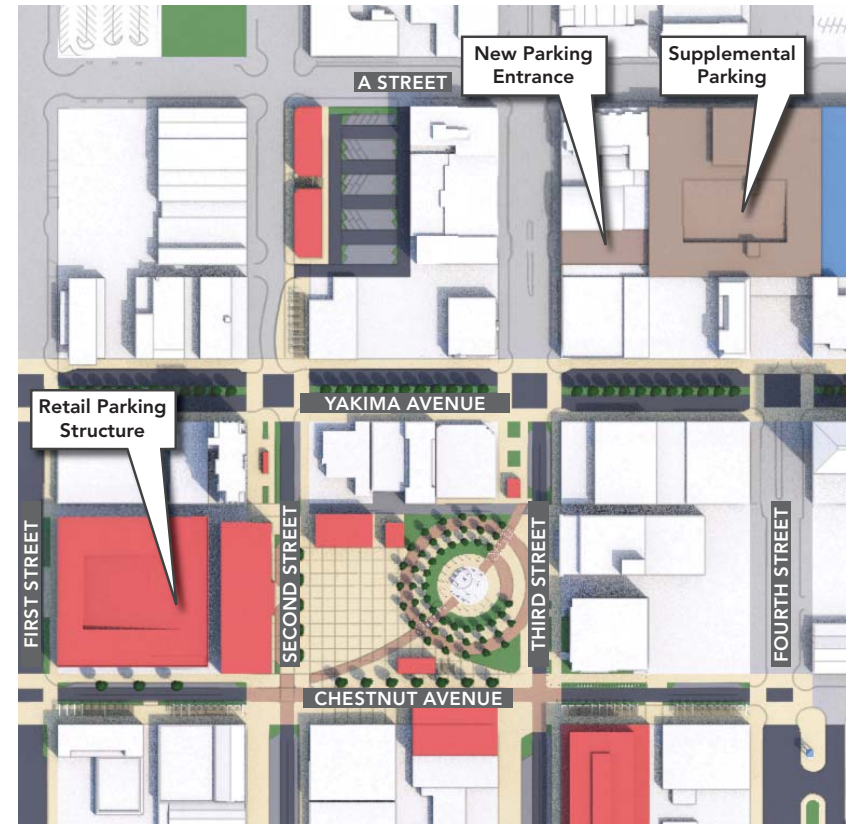 A STREET
New Parking
Entrance
Supplemental
Parking
YAKIMA AVENUE
Retail Parking
Structure
FIRST STREET
SECOND STREET
THIRD STREET
FOURTH STREET
CHESTNUT AVENUE